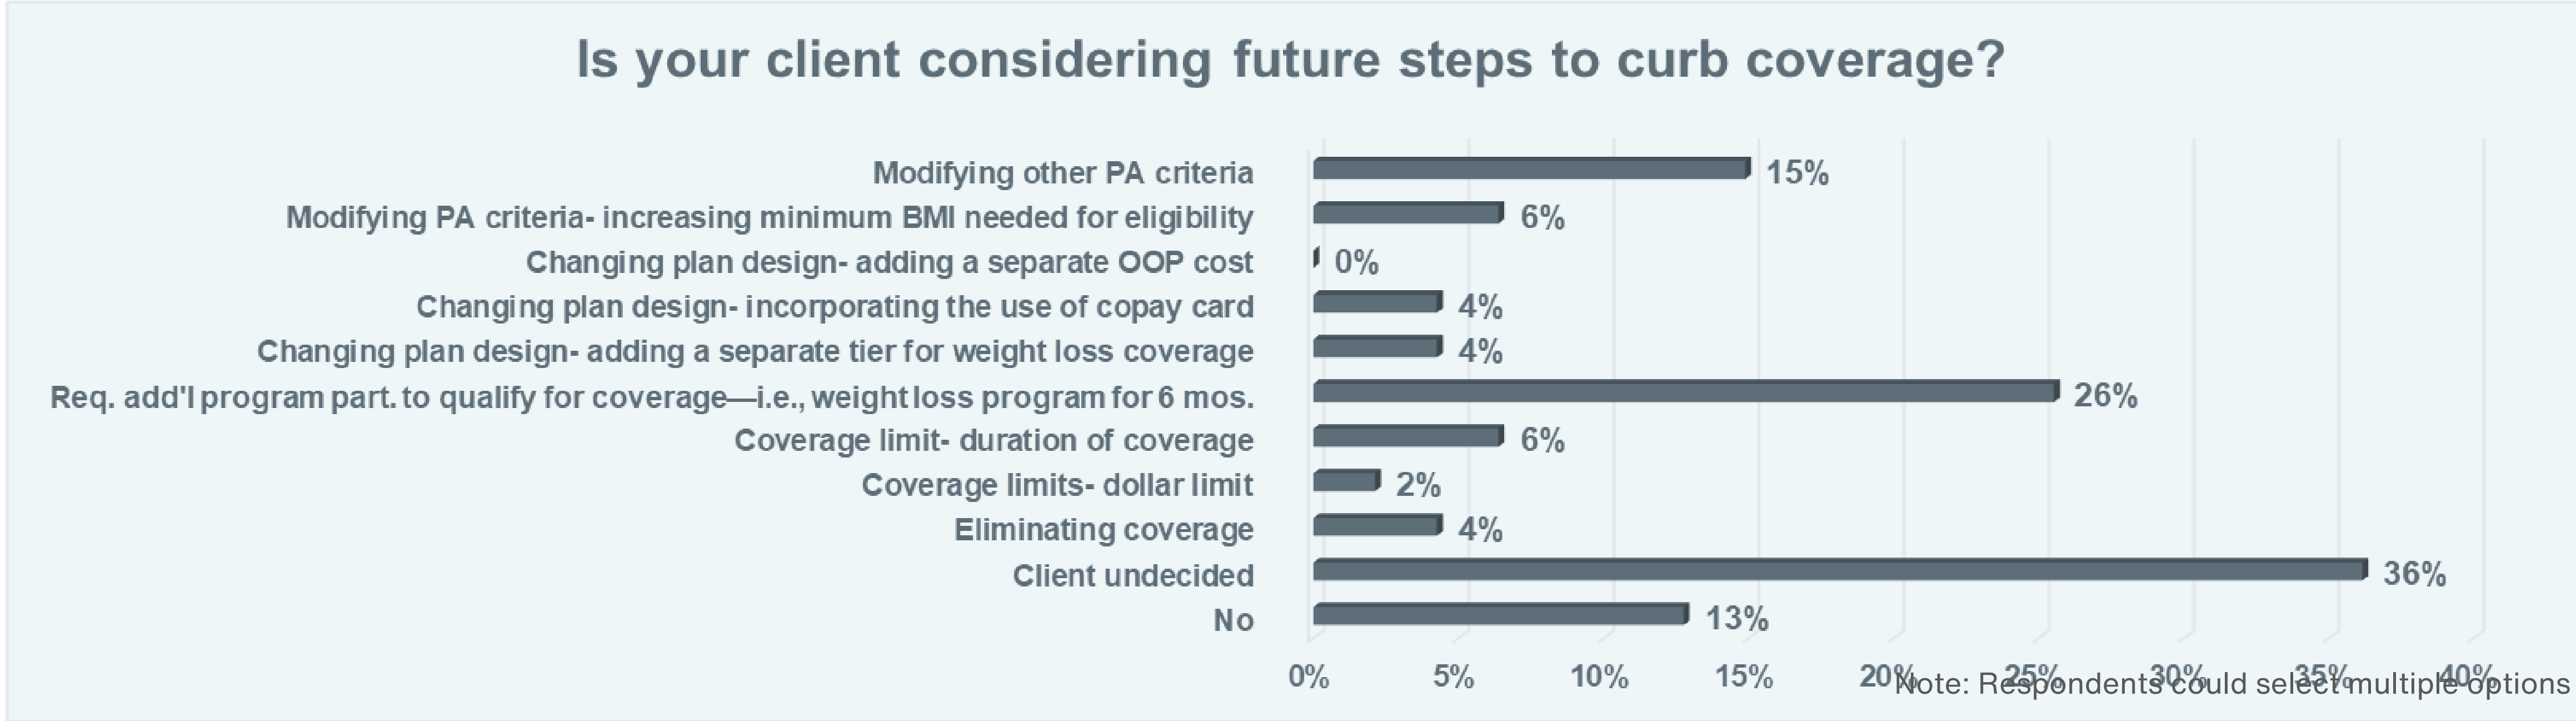 Is your client considering future steps to curb coverage?
Modifying other PA criteria 15%
Modifying PA criteria- increasing minimum BMI needed for eligibility 6%
Changing plan design- adding a separate OOP cost 0%
Changing plan design- incorporating the use of copay card 4%
Changing plan design- adding a separate tier for weight loss coverage 4%
Req. add'l program part. to qualify for coverage—i.e., weight loss program for 6 mos. 26%
Coverage limit- duration of coverage 6%
Coverage limits- dollar limit 2%
Eliminating coverage 4%
Client undecided 36%
No 13%
0% 5% 10% 15% 20% 25% 30% 35% 40%
Note: Respondents could select multiple options